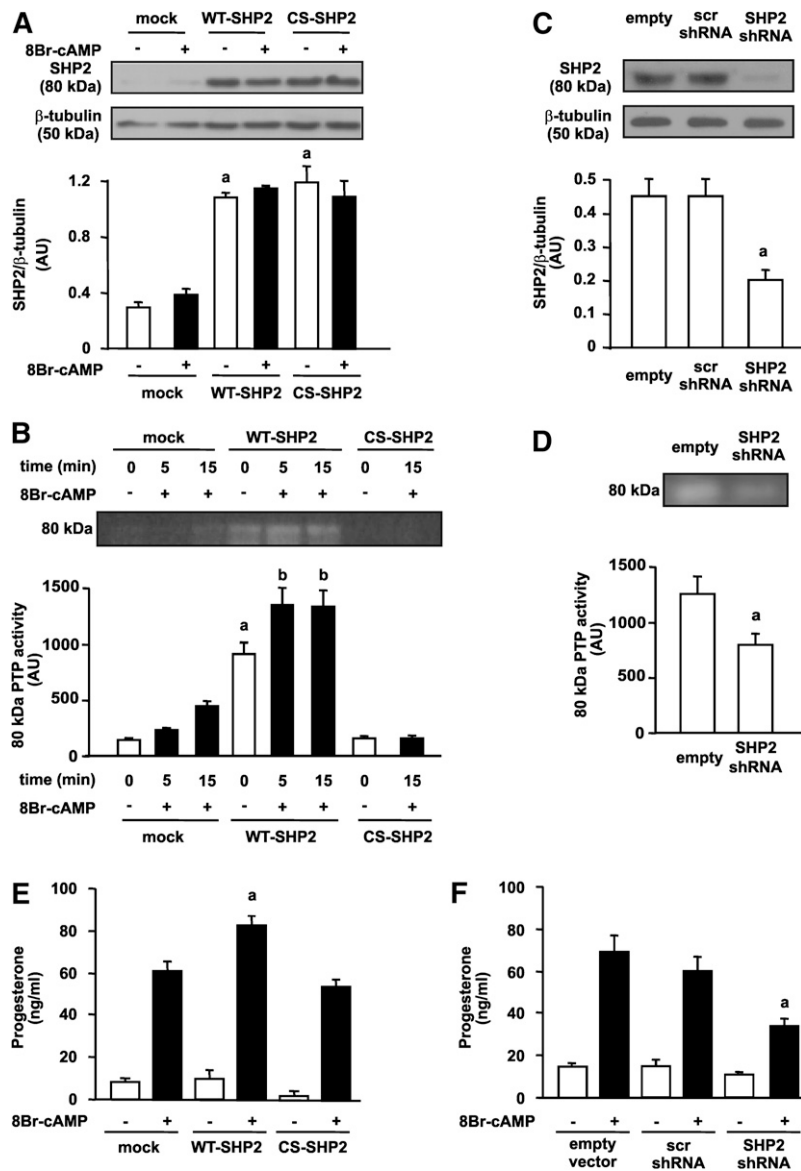 A
mock WT-SHP2 CS-SHP2
8Br-cAMP - + - + - +
SHP2
(80 kDa)
β-tubulin
(50 kDa)
SHP2/β-tubulin
(AU)
1.2
0.8
0.4
0
a a
8Br-cAMP - + - + - +
mock WT-SHP2 CS-SHP2
C
empty scr
shRNA SHP2
shRNA
SHP2
(80 kDa)
β-tubulin
(50 kDa)
SHP2/β-tubulin
(AU)
0.5
0.4
0.3
0.2
0.1
0
a
empty scr
shRNA SHP2
shRNA
B
mock WT-SHP2 CS-SHP2
time (min) 0 5 15 0 5 15 0 15
8Br-cAMP - + + - + + - +
80 kDa
80 kDa PTP activity
(AU)
1500
1000
500
0
a b b
time (min) 0 5 15 0 5 15 0 15
8Br-cAMP - + + - + + - +
mock WT-SHP2 CS-SHP2
D
empty SHP2
shRNA
80 kDa
80 kDa PTP activity
(AU)
1500
1000
500
0
a
empty SHP2
shRNA
E
Progesterone
(ng/ml)
100
80
60
40
20
0
a
8Br-cAMP - + - + - +
mock WT-SHP2 CS-SHP2
F
Progesterone
(ng/ml)
100
80
60
40
20
0
a
8Br-cAMP - + - + - +
empty
vector scr
shRNA SHP2
shRNA